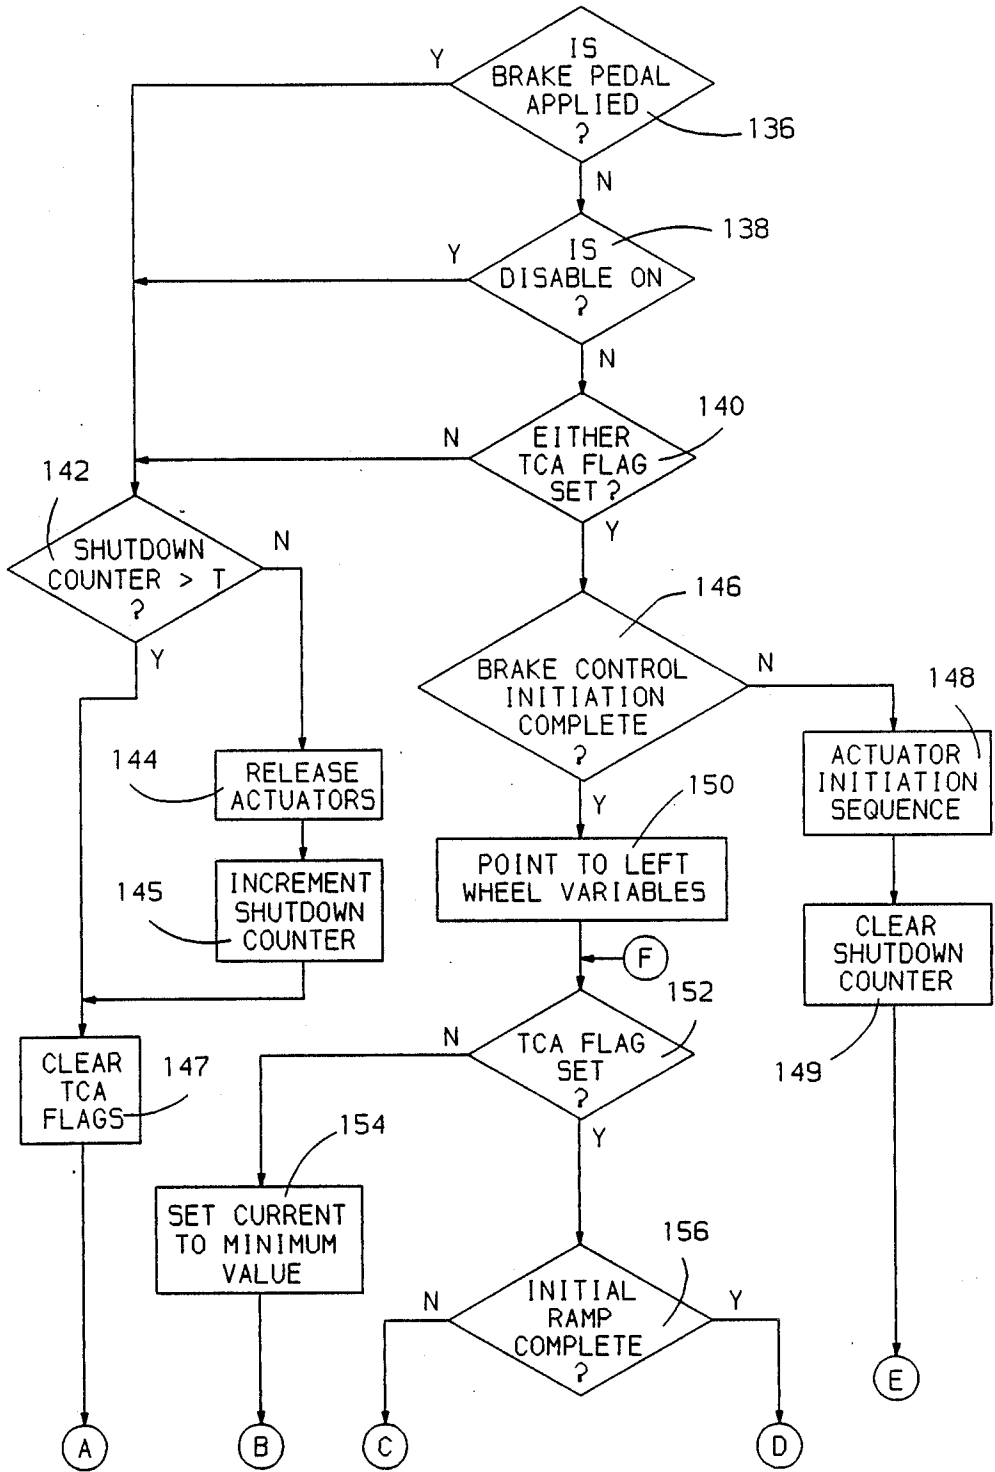 Y
IS
BRAKE PEDAL
APPLIED
?
136
N
138
Y
IS
DISABLE ON
?
N
140
N
EITHER
TCA FLAG
SET?
Y
142
SHUTDOWN
COUNTER > T
?
N
Y
146
BRAKE CONTROL
INITIATION
COMPLETE
?
N
Y
148
ACTUATOR
INITIATION
SEQUENCE
144
RELEASE
ACTUATORS
150
POINT TO LEFT
WHEEL VARIABLES
145
INCREMENT
SHUTDOWN
COUNTER
CLEAR
SHUTDOWN
COUNTER
149
F
152
N
TCA FLAG
SET
?
Y
CLEAR
TCA
FLAGS
147
154
SET CURRENT
TO MINIMUM
VALUE
156
N
INITIAL
RAMP
COMPLETE
?
Y
E
A
B
C
D